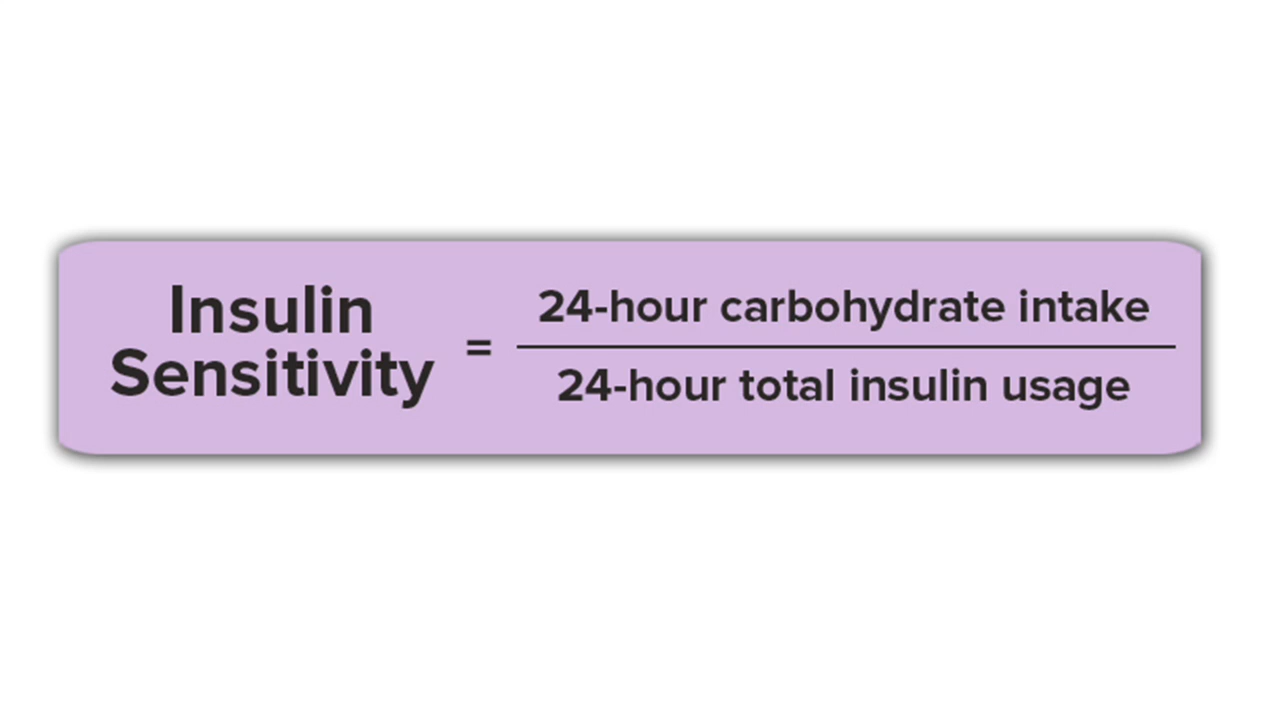 Insulin
Sensitivity
=
24-hour carbohydrate intake
24-hour total insulin usage